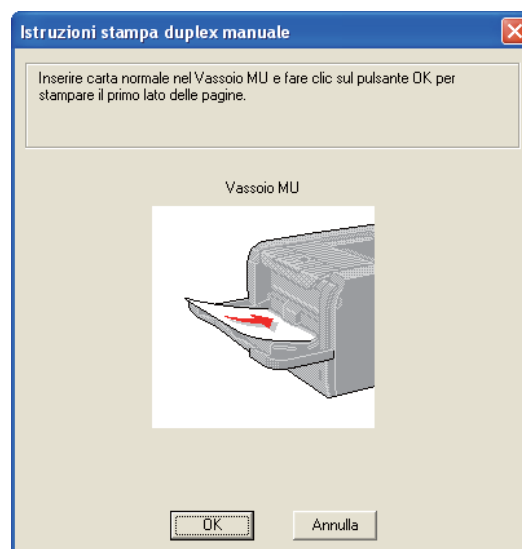 Istruzioni stampa duplex manuale
Inserire carta normale nel Vassoio MU e fare clic sul pulsante OK per
stampare il primo lato delle pagine.
Vassoio MU
OK
Annulla